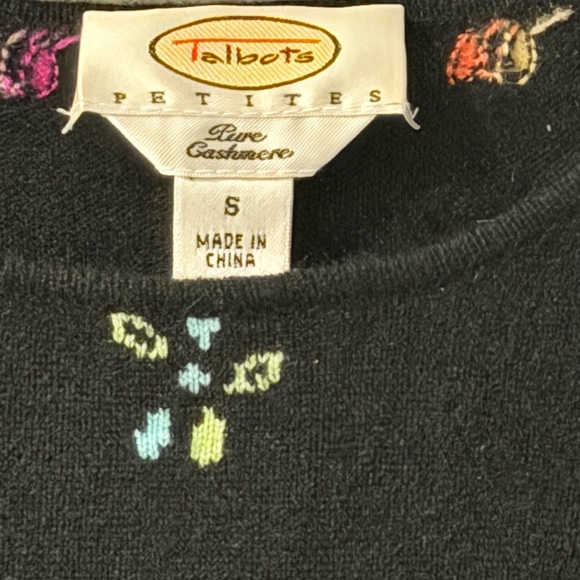 Talbots
PETITES
Pure
Cashmere
S
MADE IN
CHINA